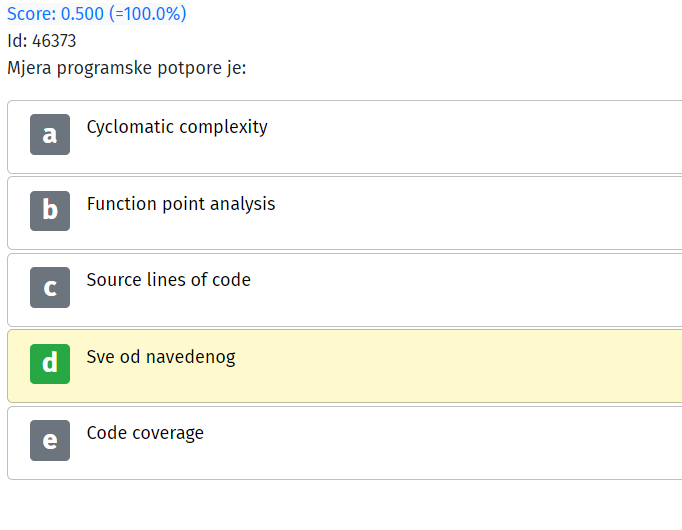 Score: 0.500 (=100.0%)
Id: 46373
Mjera programske potpore je:
a Cyclomatic complexity
b Function point analysis
c Source lines of code
d Sve od navedenog
e Code coverage